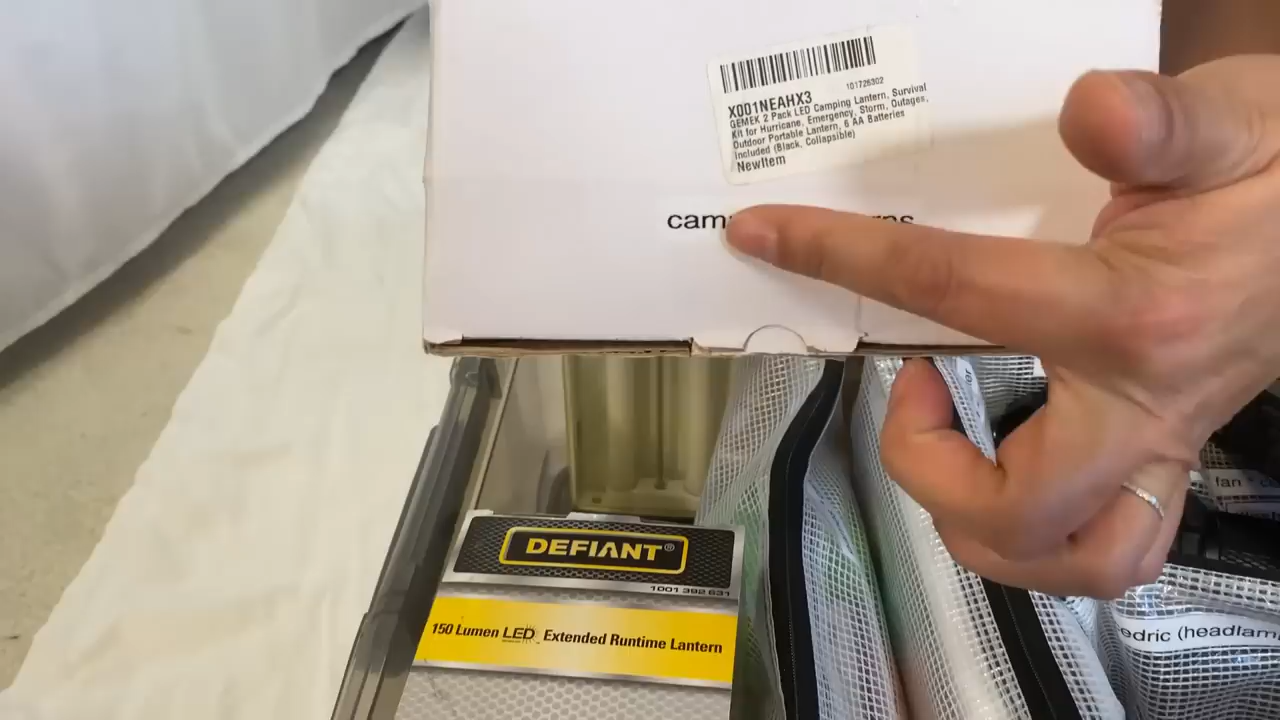 101726302
X001NEAHX3
GEMEK 2 Pack LED Camping Lantern, Survival
Kit for Hurricane, Emergency, Storm, Outages,
Outdoor Portable Lantern, 6 AA Batteries
Included (Black, Collapsible)
NewItem
DEFIANT®
1001 392 631
150 Lumen LED Extended Runtime Lantern
fan
edric (headlam